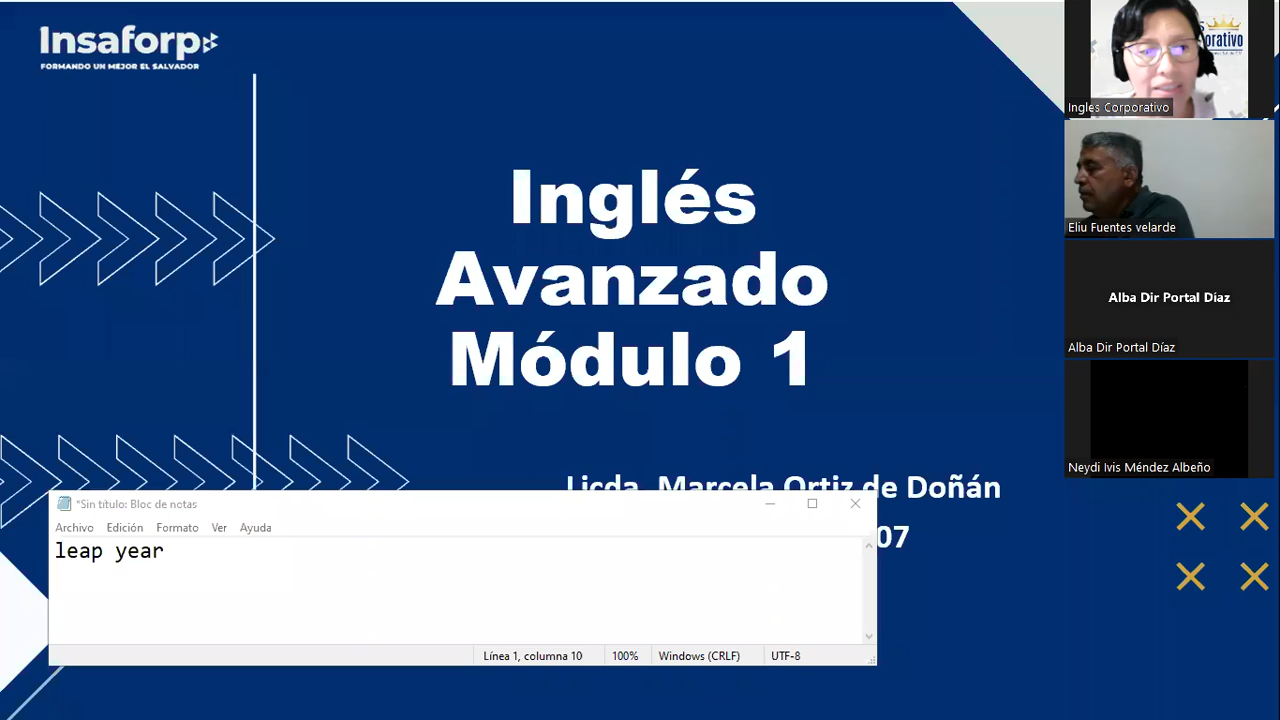 Insaforp
FORMANDO UN MEJOR EL SALVADOR
Inglés
Avanzado
Módulo 1
Licda. Marcela Ortiz de Doñán
07
*Sin título: Bloc de notas
Archivo Edición Formato Ver Ayuda
leap year
Línea 1, columna 10 100% Windows (CRLF) UTF-8
orporativo
Ingles Corporativo
Eliu Fuentes velarde
Alba Dir Portal Díaz
Alba Dir Portal Díaz
Neydi Ivis Méndez Albeño